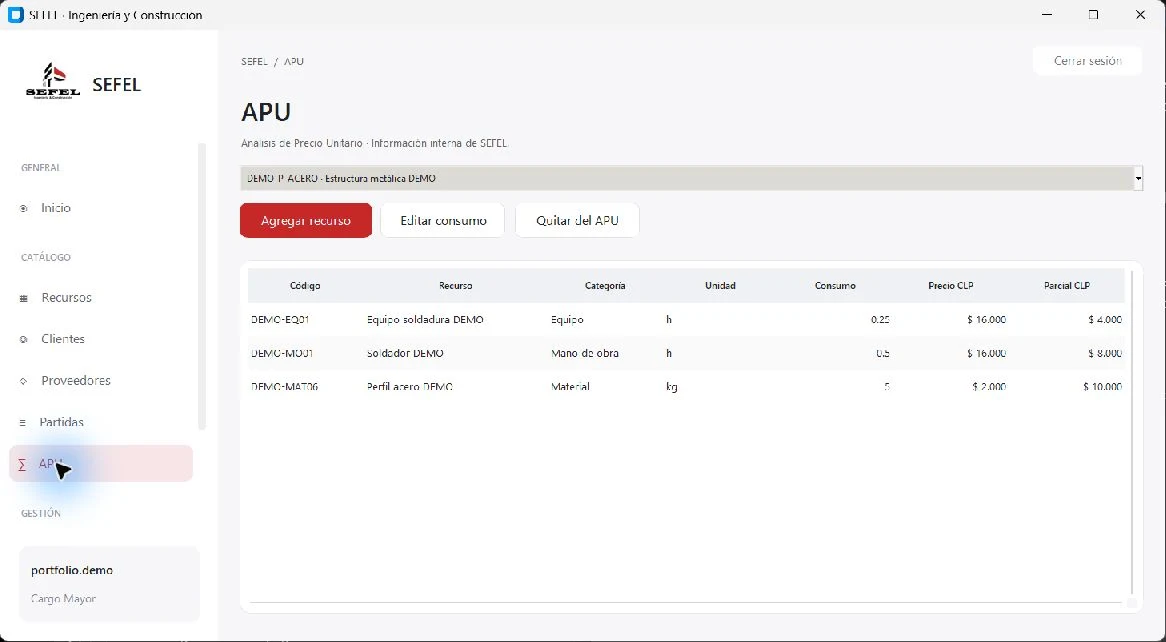 SEFEL · Ingeniería y Construcción
SEFEL
Ingeniería & Construcción
SEFEL
GENERAL
Inicio
CATÁLOGO
Recursos
Clientes
Proveedores
Partidas
∑ APU
GESTIÓN
portfolio.demo
Cargo Mayor
SEFEL / APU
Cerrar sesión
APU
Análisis de Precio Unitario · Información interna de SEFEL.
DEMO_P_ACERO · Estructura metálica DEMO
Agregar recurso Editar consumo Quitar del APU
Código Recurso Categoría Unidad Consumo Precio CLP Parcial CLP
DEMO-EQ01 Equipo soldadura DEMO Equipo h 0.25 $ 16.000 $ 4.000
DEMO-MO01 Soldador DEMO Mano de obra h 0.5 $ 16.000 $ 8.000
DEMO-MAT06 Perfil acero DEMO Material kg 5 $ 2.000 $ 10.000